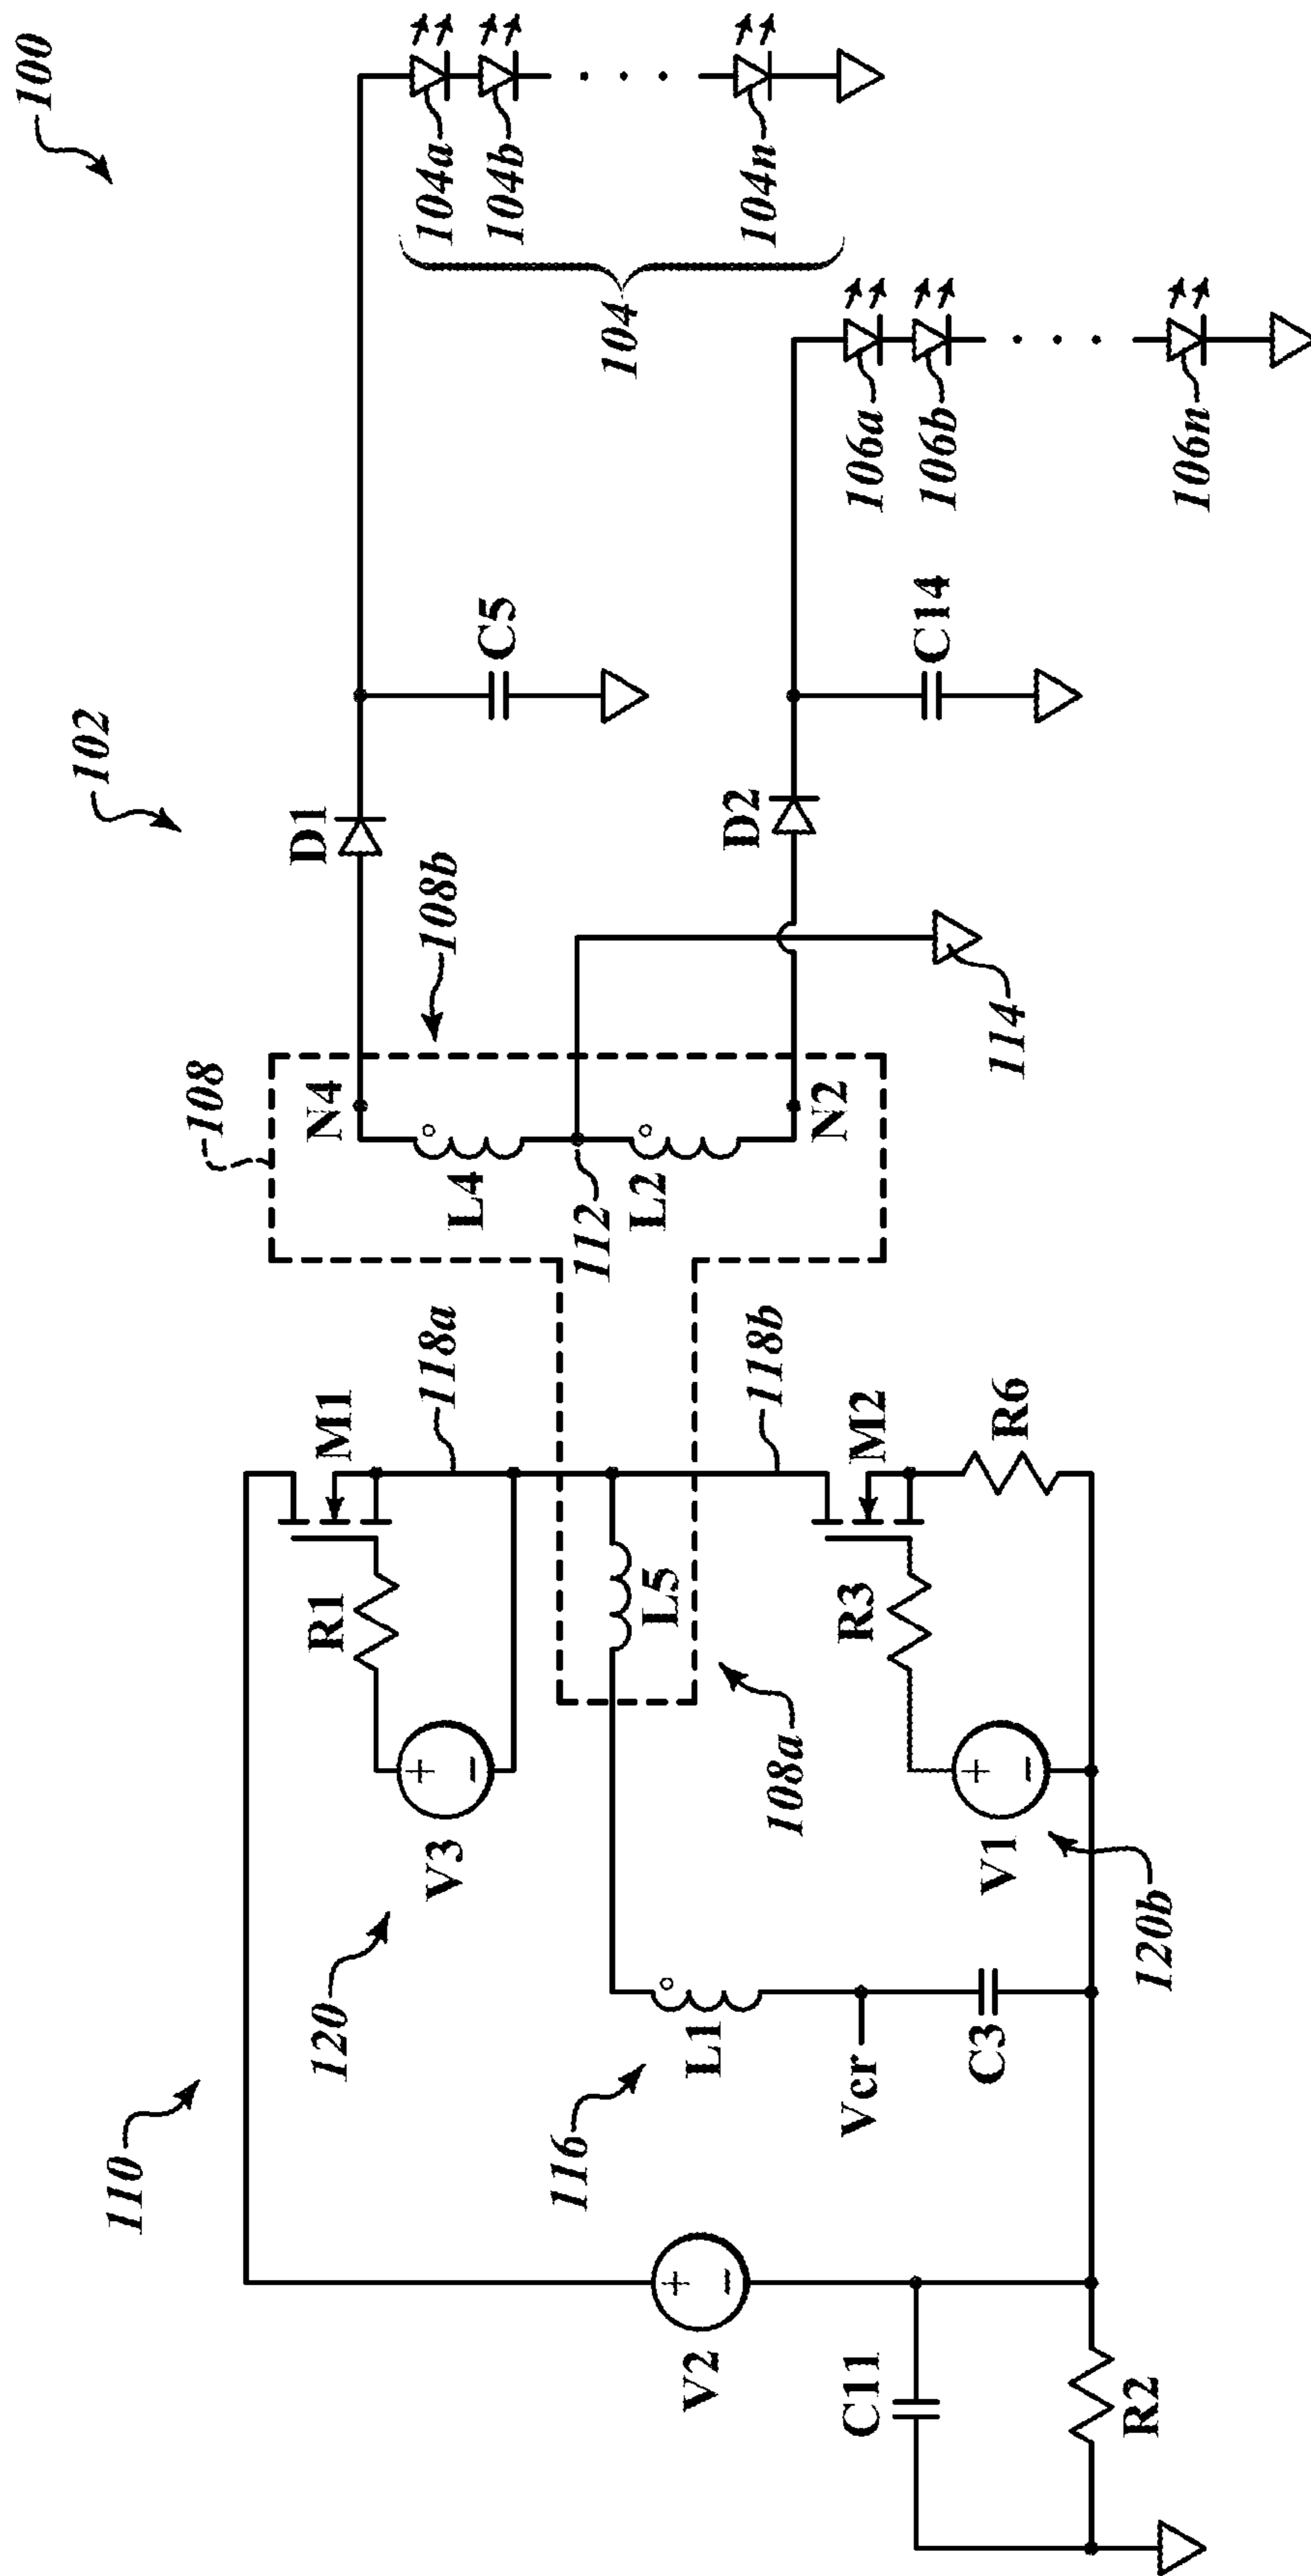 100
102
110
104a
104b
104n
104
106a
106b
106n
C5
C14
D1
D2
108b
114
108
N4
L4
112
L2
N2
118a
118b
M1
R1
V3
120
L5
108a
M2
R3
R6
V1
120b
116
L1
Vcr
C3
V2
C11
R2
+
−
+
−
+
−